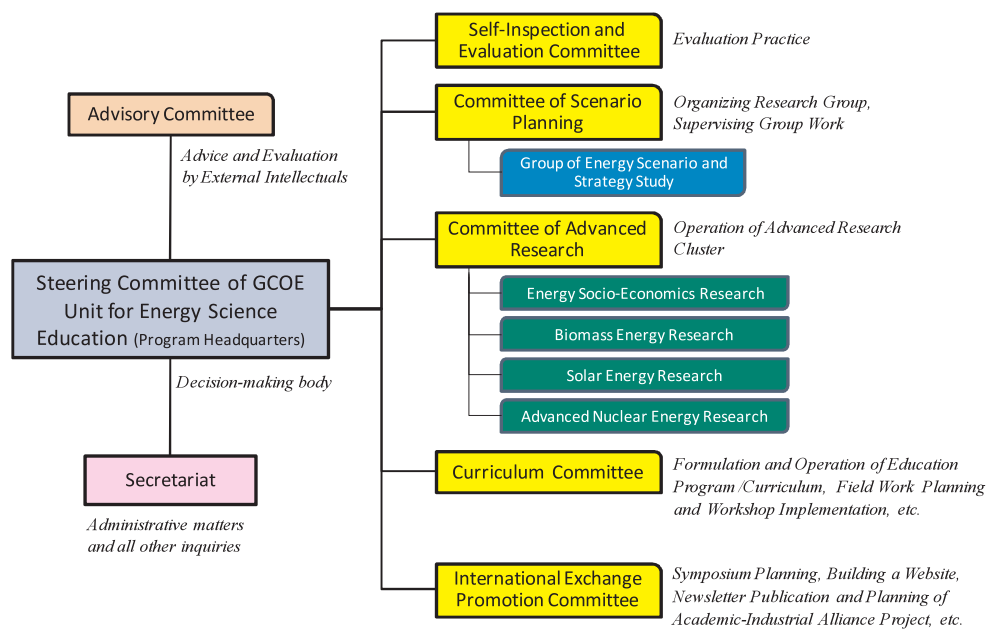 Advisory Committee
Advice and Evaluation
by External Intellectuals
Steering Committee of GCOE
Unit for Energy Science
Education (Program Headquarters)
Decision-making body
Secretariat
Administrative matters
and all other inquiries
Self-Inspection and
Evaluation Committee
Evaluation Practice
Committee of Scenario
Planning
Organizing Research Group,
Supervising Group Work
Group of Energy Scenario and
Strategy Study
Committee of Advanced
Research
Operation of Advanced Research
Cluster
Energy Socio-Economics Research
Biomass Energy Research
Solar Energy Research
Advanced Nuclear Energy Research
Curriculum Committee
Formulation and Operation of Education
Program /Curriculum, Field Work Planning
and Workshop Implementation, etc.
International Exchange
Promotion Committee
Symposium Planning, Building a Website,
Newsletter Publication and Planning of
Academic-Industrial Alliance Project, etc.